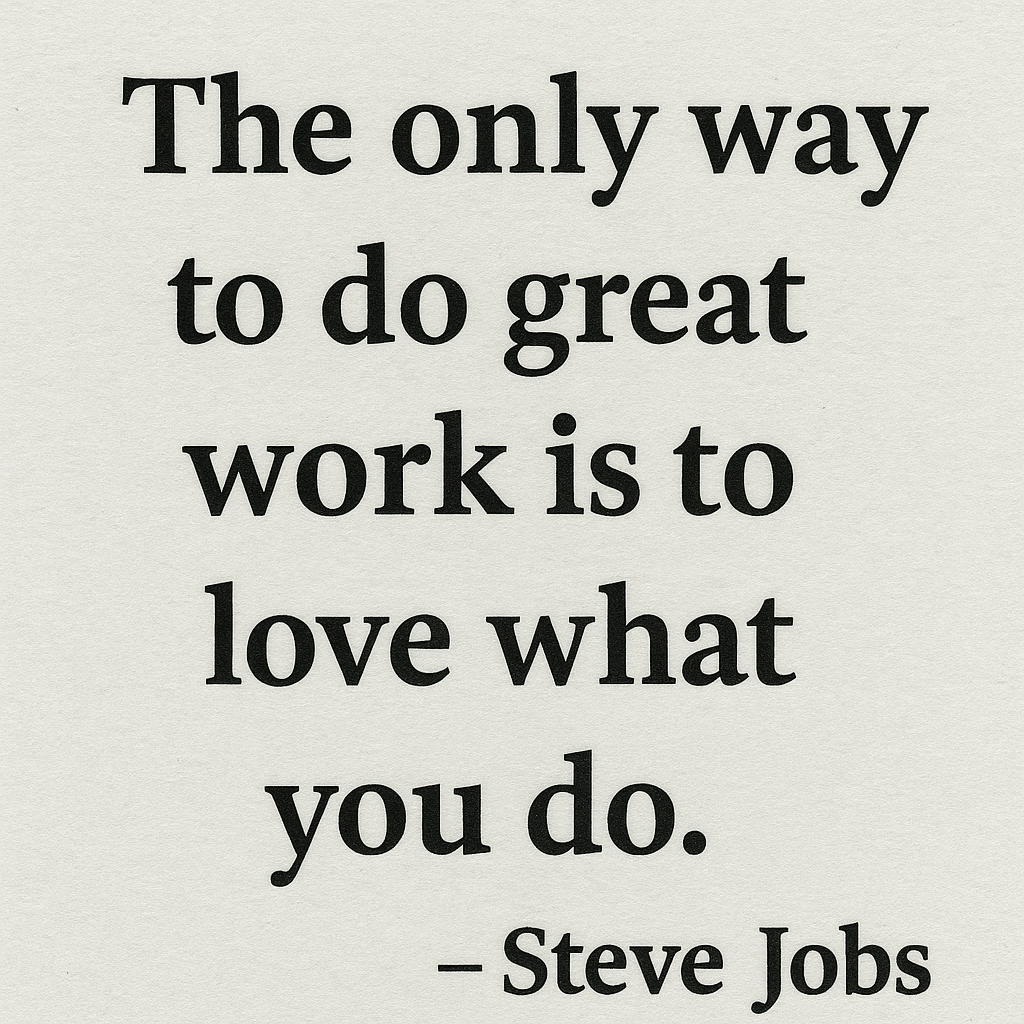 The only way
to do great
work is to
love what
you do.
– Steve Jobs